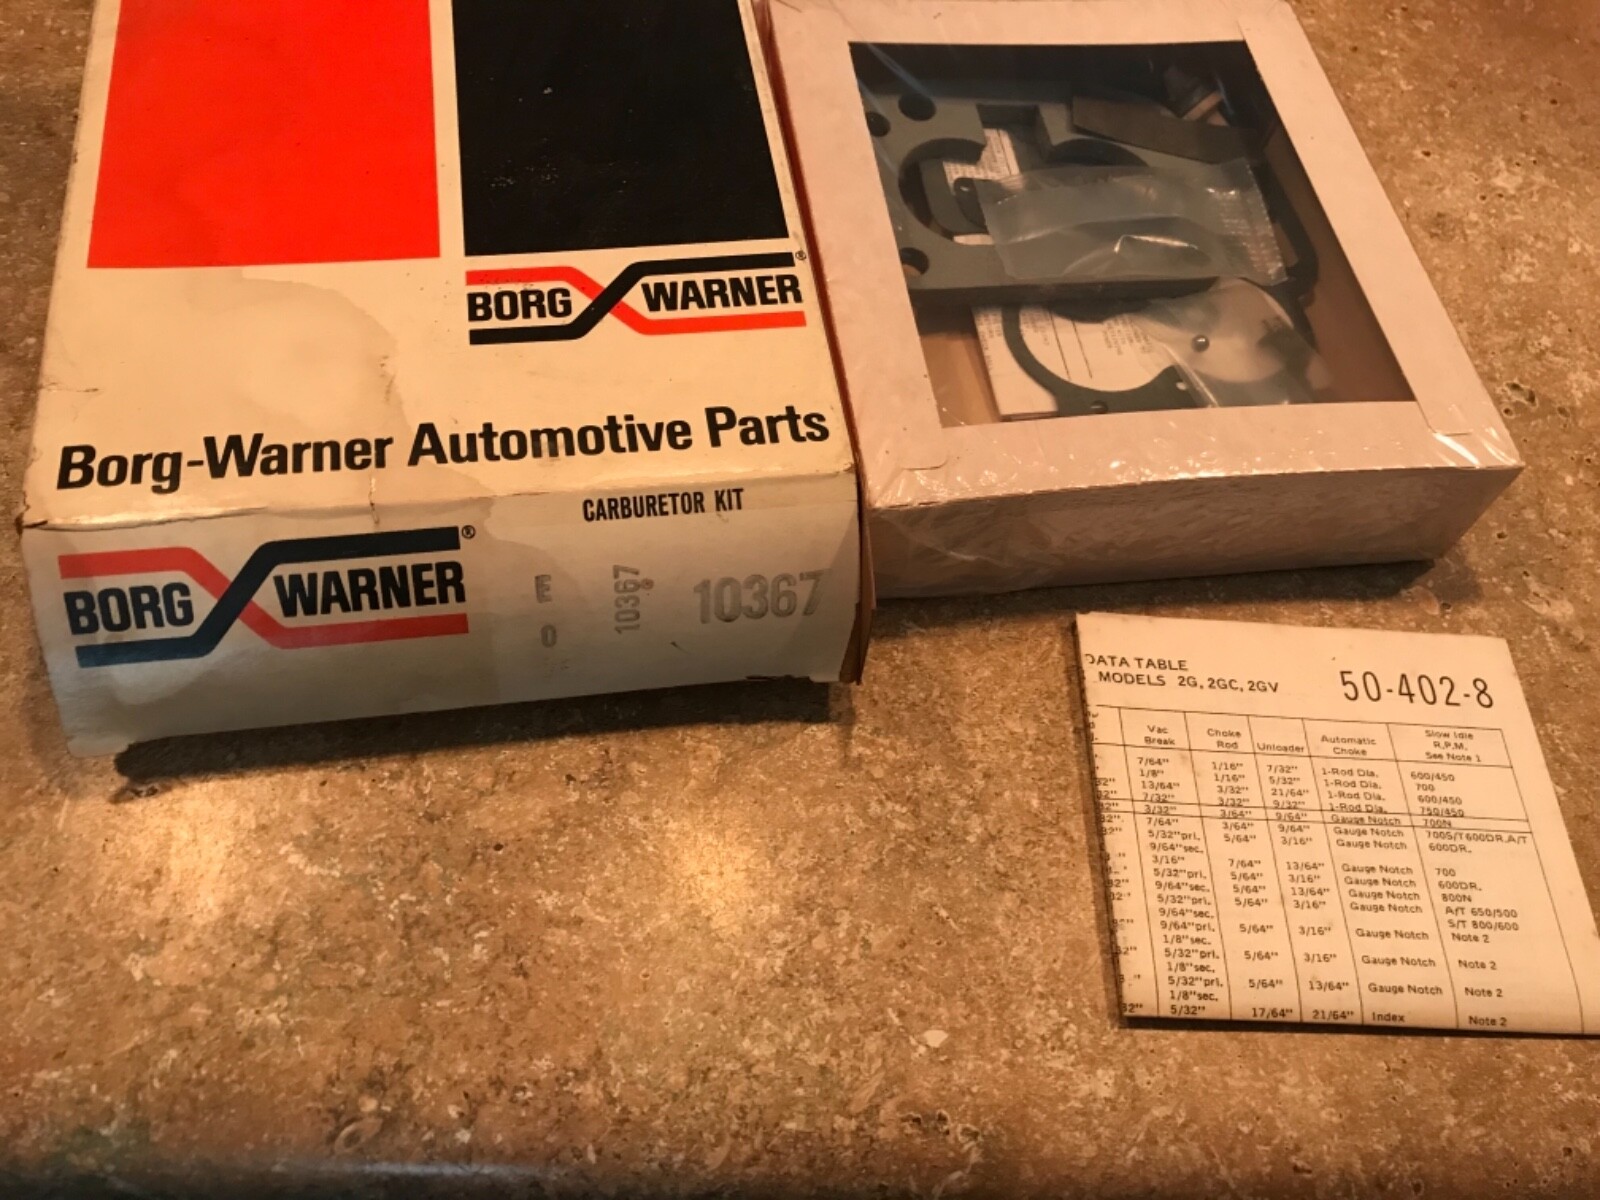 BORG WARNER®
Borg-Warner Automotive Parts
CARBURETOR KIT
BORG WARNER®
E
0
10367
10367
DATA TABLE
MODELS 2G, 2GC, 2GV
50-402-8
Vac Break
Choke Rod
Unloader
Automatic Choke
Slow Idle R.P.M. See Note 1
7/64" 1/16" 7/32" 1-Rod Dia. 600/450
1/8" 1/16" 5/32" 1-Rod Dia. 700
13/64" 3/32" 21/64" 1-Rod Dia. 600/450
7/32" 3/32" 9/32" 1-Rod Dia. 750/450
3/32" 3/64" 9/64" Gauge Notch 700N
7/64" 3/64" 9/64" Gauge Notch 700S/T600DR.A/T
5/32"pri. 5/64" 3/16" Gauge Notch 600DR.
9/64"sec.
3/16" 7/64" 13/64" Gauge Notch 700
5/32"pri. 5/64" 3/16" Gauge Notch 600DR.
9/64"sec. 5/64" 13/64" Gauge Notch 800N
5/32"pri. 5/64" 3/16" Gauge Notch A/T 650/500
9/64"sec. S/T 800/600
9/64"pri. 5/64" 3/16" Gauge Notch Note 2
1/8"sec.
5/32"pri. 5/64" 3/16" Gauge Notch Note 2
1/8"sec.
5/32"pri. 5/64" 13/64" Gauge Notch Note 2
1/8"sec.
5/32" 17/64" 21/64" Index Note 2